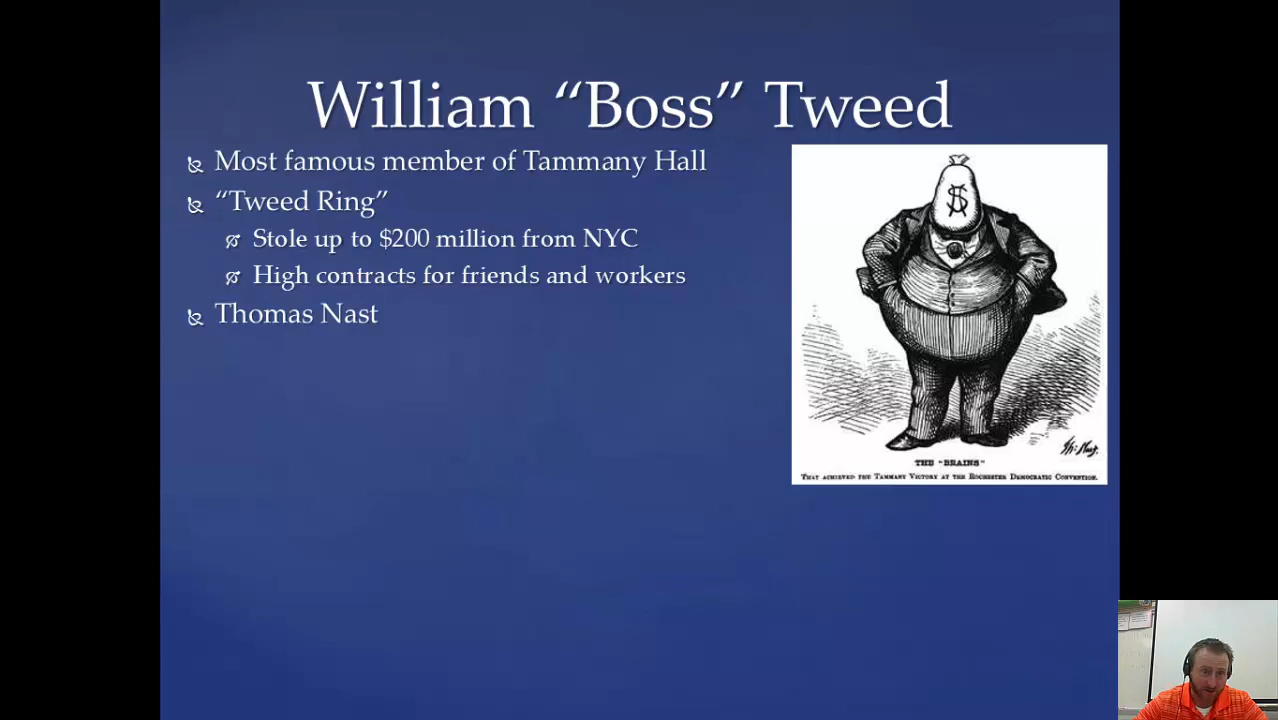 William “Boss” Tweed
Most famous member of Tammany Hall
“Tweed Ring”
Stole up to $200 million from NYC
High contracts for friends and workers
Thomas Nast
$
Th: Nast.
THE "BRAINS"
THAT ACHIEVED THE TAMMANY VICTORY AT THE ROCHESTER DEMOCRATIC CONVENTION.